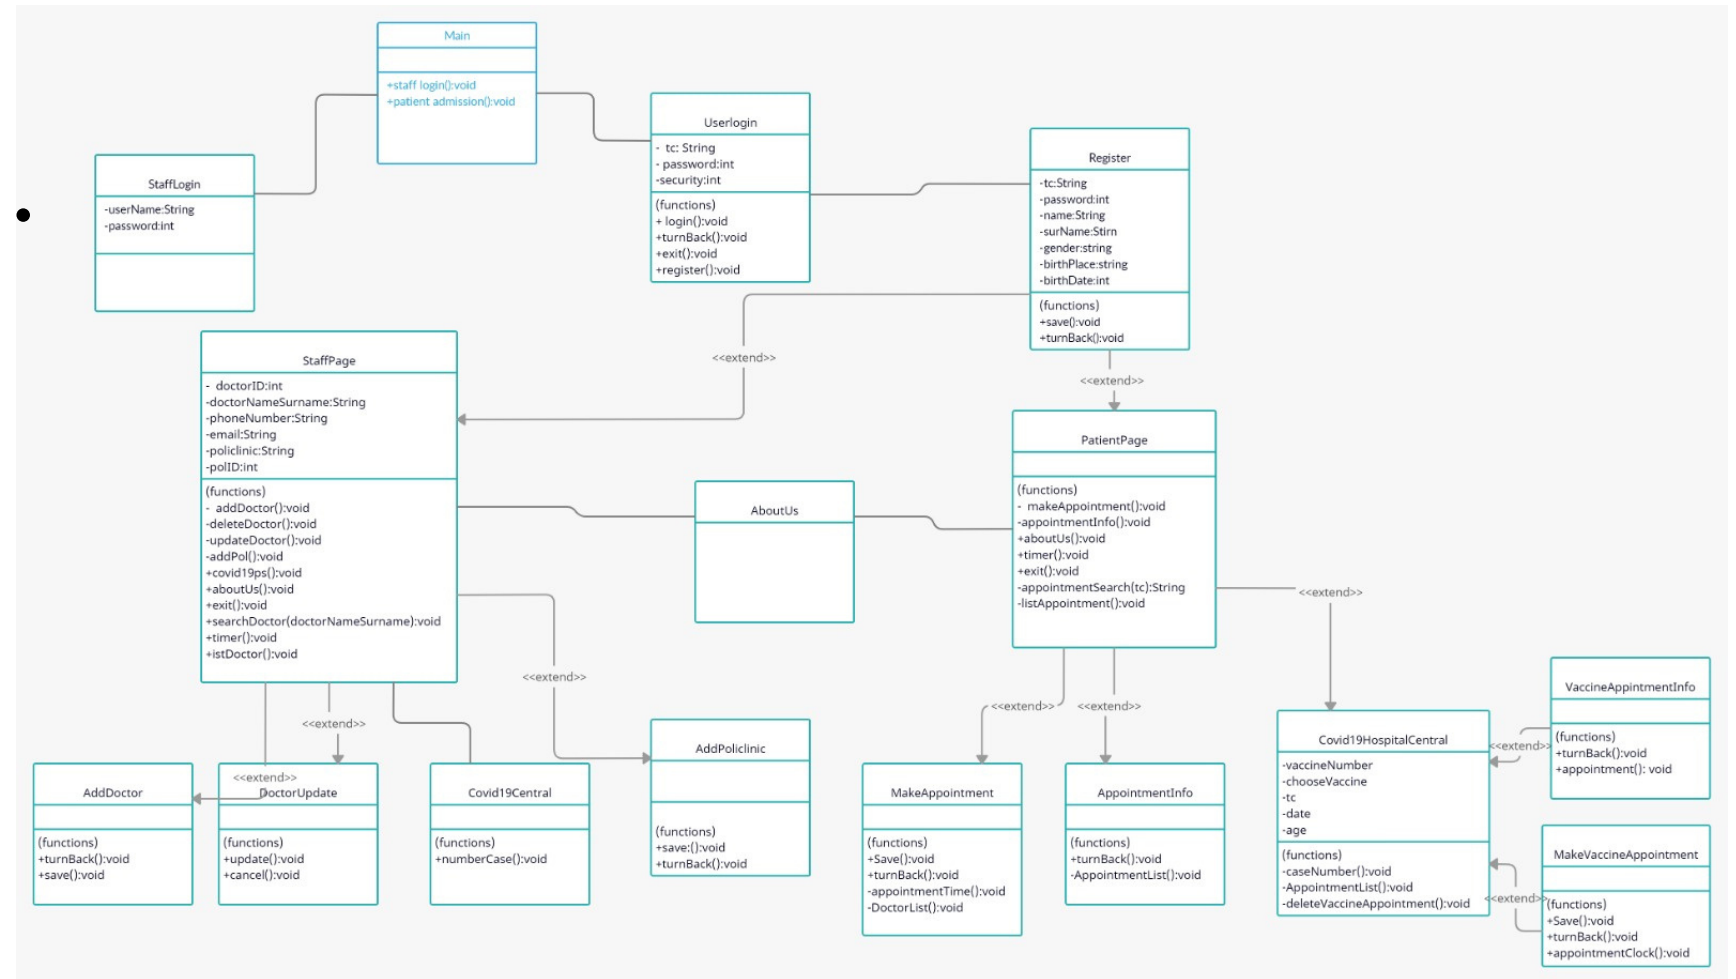 Main
+staff login():void
+patient admission():void
StaffLogin
-userName:String
-password:int
Userlogin
- tc: String
- password:int
-security:int
(functions)
+ login():void
+turnBack():void
+exit():void
+register():void
Register
-tc:String
-password:int
-name:String
-surName:Stirn
-gender:string
-birthPlace:string
-birthDate:int
(functions)
+save():void
+turnBack():void
<<extend>>
<<extend>>
StaffPage
- doctorID:int
-doctorNameSurname:String
-phoneNumber:String
-email:String
-policlinic:String
-polID:int
(functions)
- addDoctor():void
-deleteDoctor():void
-updateDoctor():void
-addPol():void
+covid19ps():void
+aboutUs():void
+exit():void
+searchDoctor(doctorNameSurname):void
+timer():void
+istDoctor():void
AboutUs
PatientPage
(functions)
- makeAppointment():void
-appointmentInfo():void
+aboutUs():void
+timer():void
+exit():void
-appointmentSearch(tc):String
-listAppointment():void
<<extend>>
<<extend>>
<<extend>>
<<extend>>
<<extend>>
<<extend>>
AddDoctor
(functions)
+turnBack():void
+save():void
DoctorUpdate
(functions)
+update():void
+cancel():void
Covid19Central
(functions)
+numberCase():void
AddPoliclinic
(functions)
+save:():void
+turnBack():void
MakeAppointment
(functions)
+Save():void
+turnBack():void
-appointmentTime():void
-DoctorList():void
AppointmentInfo
(functions)
+turnBack():void
-AppointmentList():void
Covid19HospitalCentral
-vaccineNumber
-chooseVaccine
-tc
-date
-age
(functions)
-caseNumber():void
-AppointmentList():void
-deleteVaccineAppointment():void
<<extend>>
<<extend>>
VaccineAppintmentInfo
(functions)
+turnBack():void
+appointment(): void
MakeVaccineAppointment
(functions)
+Save():void
+turnBack():void
+appointmentClock():void